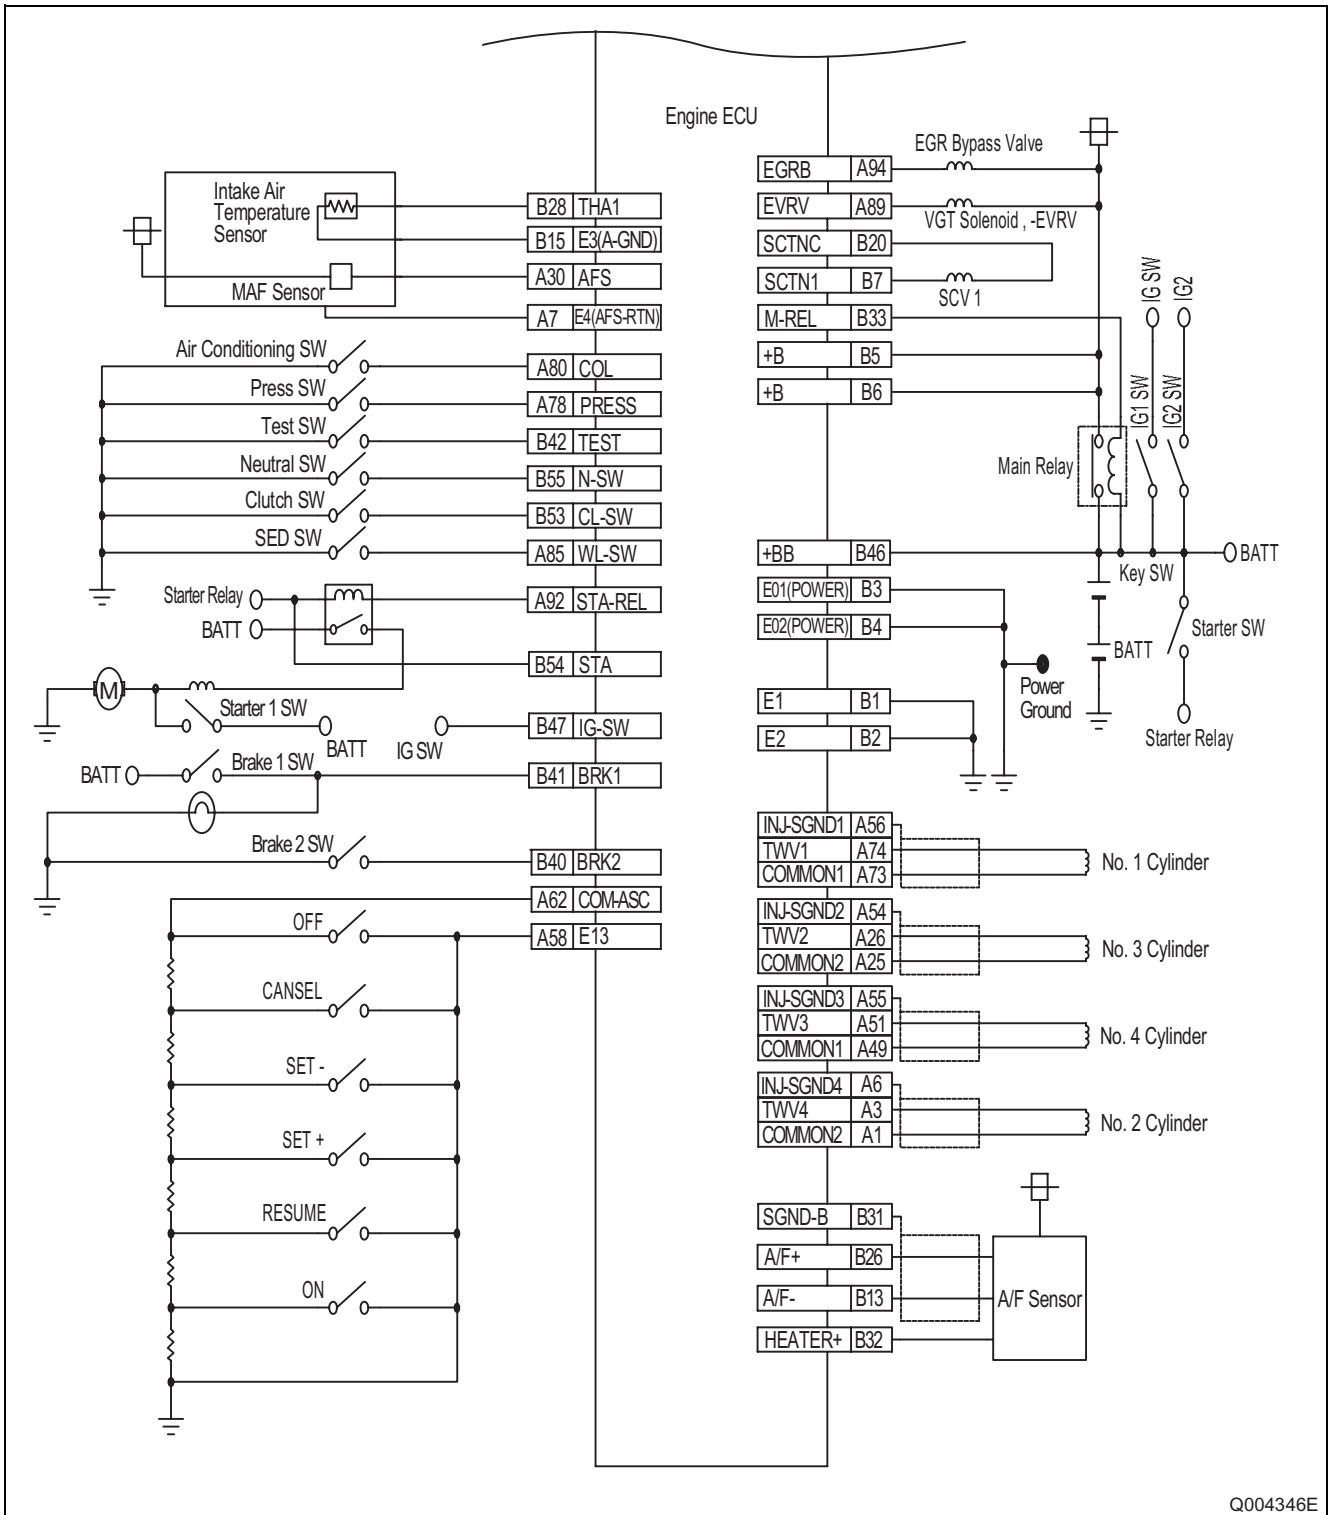 Engine ECU
Intake Air
Temperature
Sensor
MAF Sensor
B28 THA1
B15 E3(A-GND)
A30 AFS
A7 E4(AFS-RTN)
Air Conditioning SW
A80 COL
Press SW
A78 PRESS
Test SW
B42 TEST
Neutral SW
B55 N-SW
Clutch SW
B53 CL-SW
SED SW
A85 WL-SW
Starter Relay
A92 STA-REL
BATT
B54 STA
M
Starter 1 SW
BATT
IG SW
B47 IG-SW
BATT
Brake 1 SW
B41 BRK1
Brake 2 SW
B40 BRK2
A62 COM-ASC
OFF
A58 E13
CANSEL
SET -
SET +
RESUME
ON
EGRB A94
EGR Bypass Valve
EVRV A89
VGT Solenoid , -EVRV
SCTNC B20
SCTN1 B7
SCV 1
M-REL B33
+B B5
+B B6
IG SW
IG2
IG1 SW
IG2 SW
Main Relay
+BB B46
BATT
Key SW
E01(POWER) B3
E02(POWER) B4
Starter SW
BATT
Power
Ground
Starter Relay
E1 B1
E2 B2
INJ-SGND1 A56
TWV1 A74
COMMON1 A73
No. 1 Cylinder
INJ-SGND2 A54
TWV2 A26
COMMON2 A25
No. 3 Cylinder
INJ-SGND3 A55
TWV3 A51
COMMON1 A49
No. 4 Cylinder
INJ-SGND4 A6
TWV4 A3
COMMON2 A1
No. 2 Cylinder
SGND-B B31
A/F+ B26
A/F- B13
HEATER+ B32
A/F Sensor
Q004346E